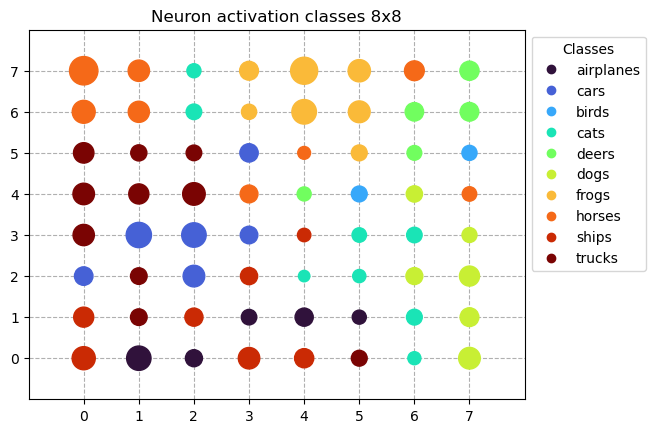 Neuron activation classes 8x8
7
6
5
4
3
2
1
0
0 1 2 3 4 5 6 7
Classes
airplanes
cars
birds
cats
deers
dogs
frogs
horses
ships
trucks